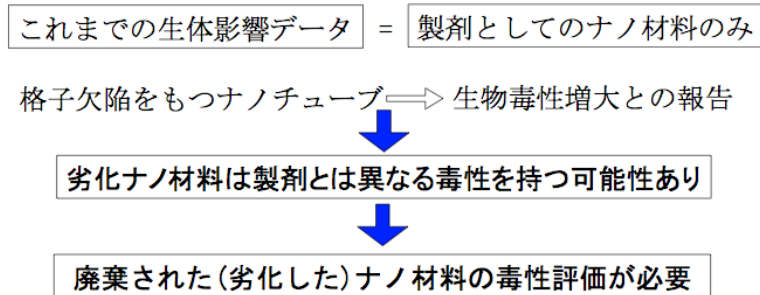 これまでの生体影響データ = 製剤としてのナノ材料のみ
格子欠陥をもつナノチューブ⇒生物毒性増大との報告
劣化ナノ材料は製剤とは異なる毒性を持つ可能性あり
廃棄された(劣化した)ナノ材料の毒性評価が必要